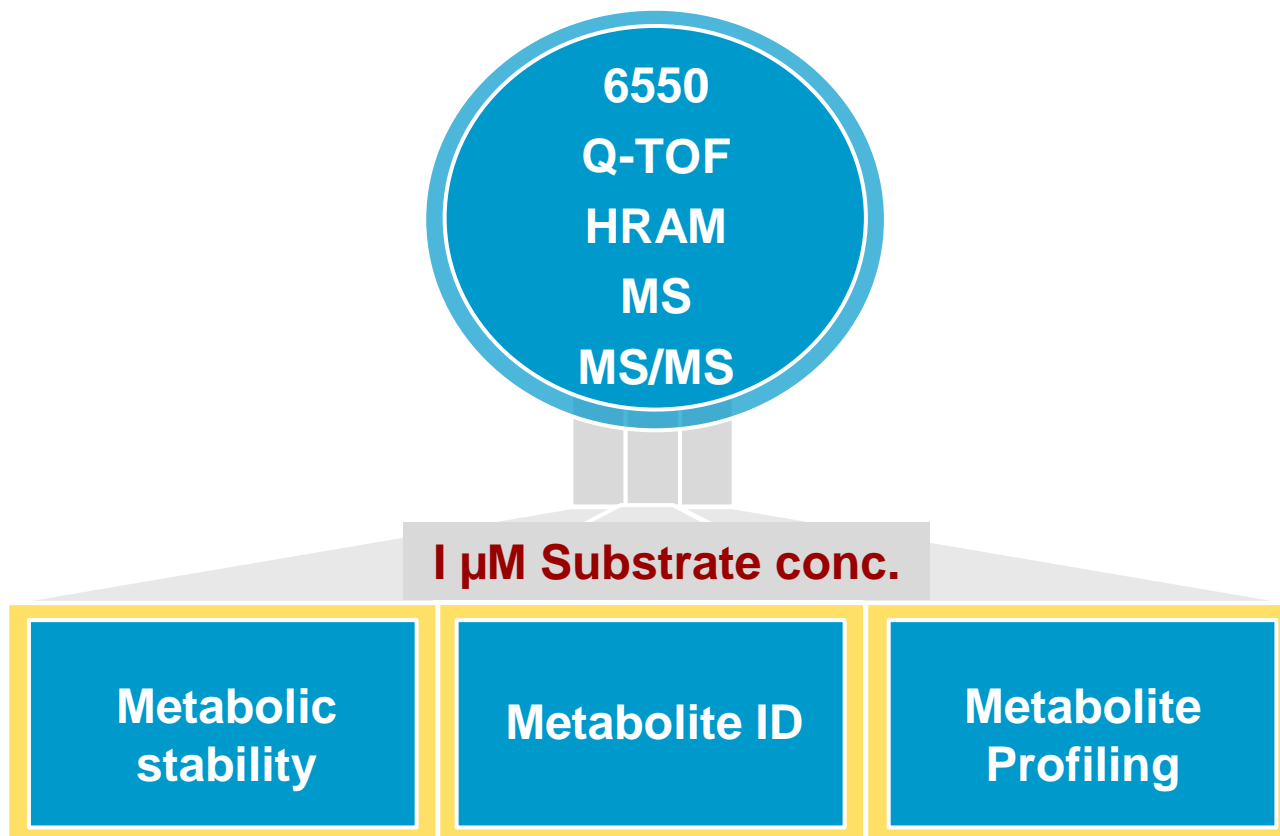 6550
Q-TOF
HRAM
MS
MS/MS
I µM Substrate conc.
Metabolic
stability
Metabolite ID
Metabolite
Profiling